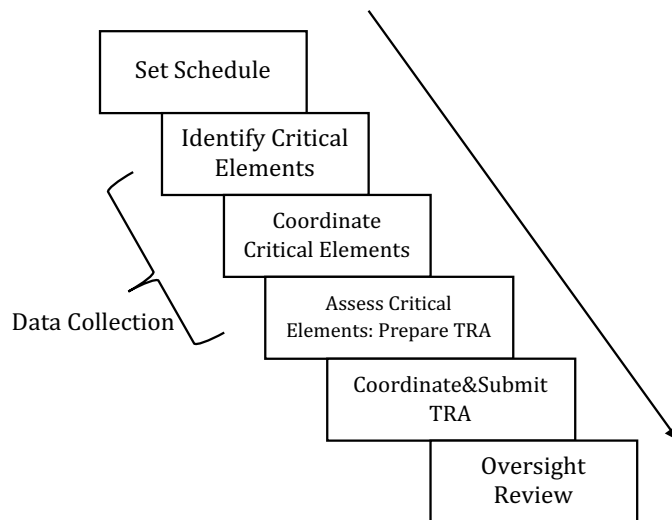 Set Schedule
Identify Critical
Elements
Coordinate
Critical Elements
Data Collection
Assess Critical
Elements: Prepare TRA
Coordinate&Submit
TRA
Oversight
Review